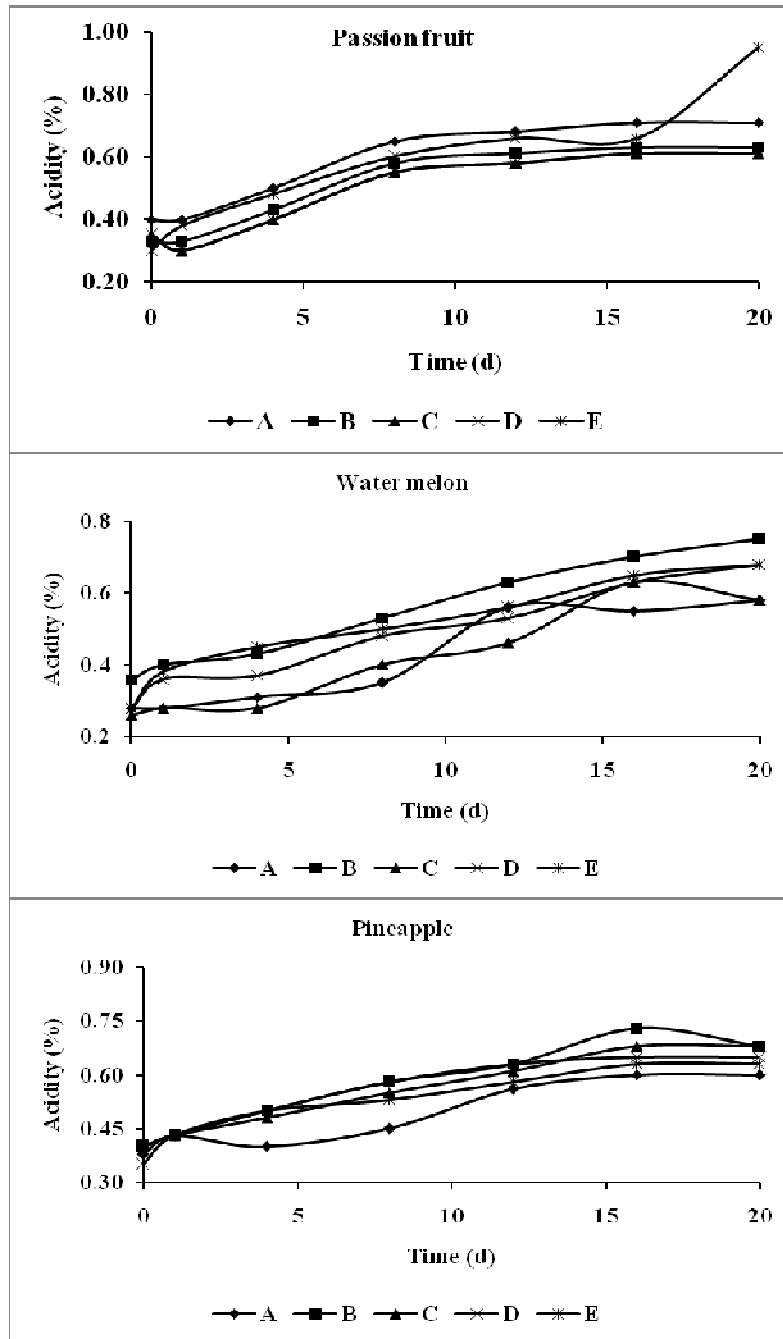 Passion fruit
1.00
0.80
0.60
0.40
0.20
Acidity (%)
0 5 10 15 20
Time (d)
A B C D E
Water melon
0.8
0.6
0.4
0.2
Acidity (%)
0 5 10 15 20
Time (d)
A B C D E
Pineapple
0.90
0.75
0.60
0.45
0.30
Acidity (%)
0 5 10 15 20
Time (d)
A B C D E